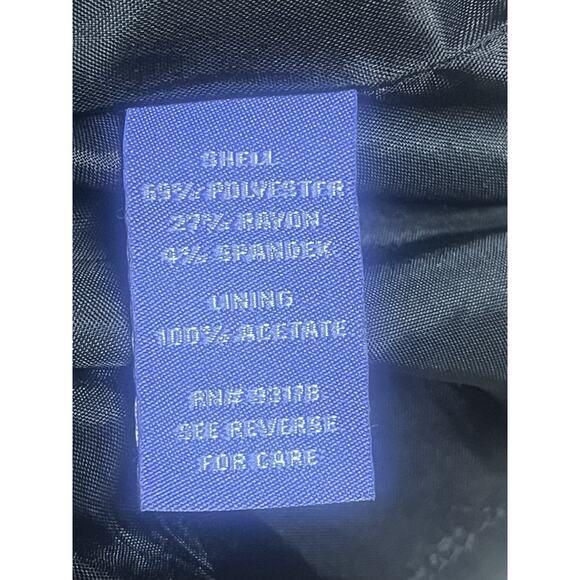 SHELL
69% POLYESTER
27% RAYON
4% SPANDEX
LINING
100% ACETATE
RN# 93178
SEE REVERSE
FOR CARE